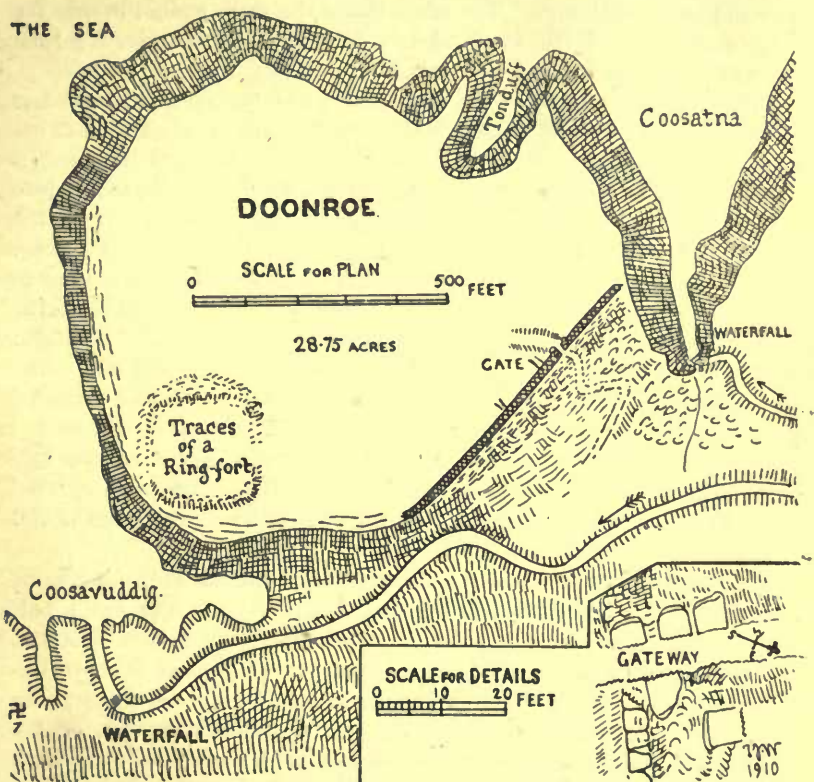 THE SEA
Tonduff
Coosatna
DOONROE.
SCALE FOR PLAN
0 500 FEET
28·75 ACRES
GATE
WATERFALL
Traces
of a
Ring-fort
Coosavuddig.
WATERFALL
SCALE FOR DETAILS
0 10 20 FEET
GATEWAY
1910